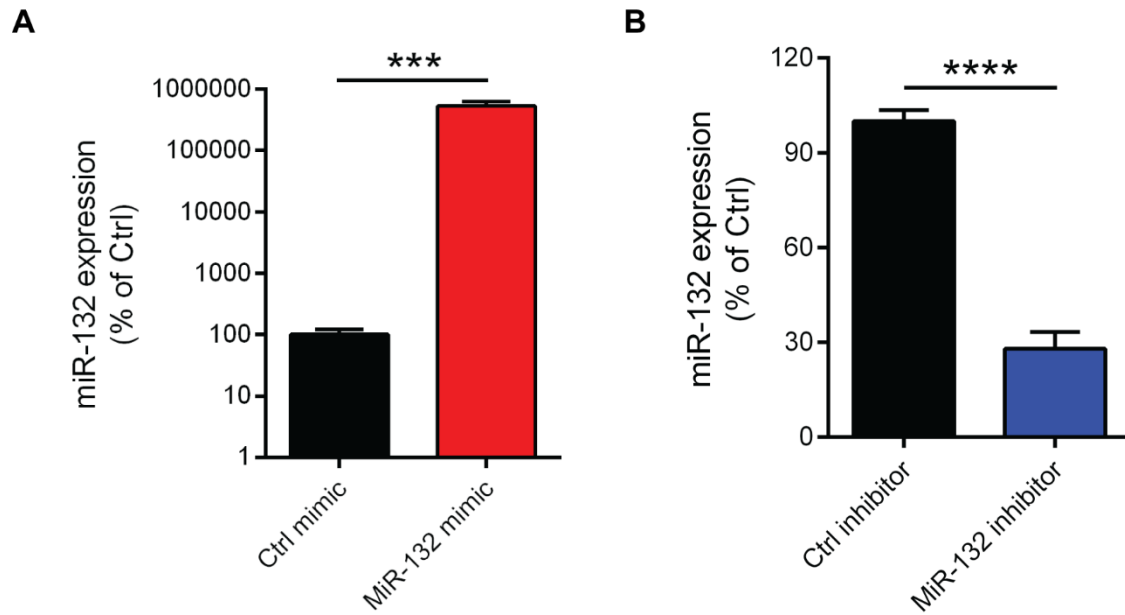 A
miR-132 expression
(% of Ctrl)
1000000
100000
10000
1000
100
10
1
***
Ctrl mimic
MiR-132 mimic
B
miR-132 expression
(% of Ctrl)
120
90
60
30
0
****
Ctrl inhibitor
MiR-132 inhibitor